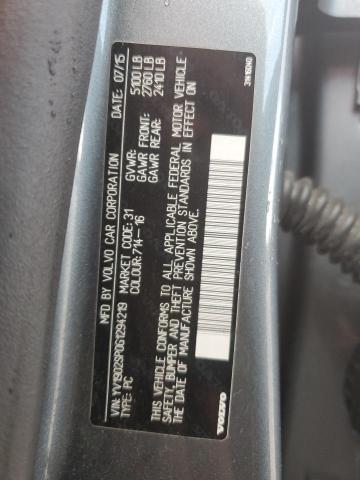 MFD BY VOLVO CAR CORPORATION DATE: 07/15
MARKET CODE: 31 GVWR: 5100 LB
COLOUR: 714-16 GAWR FRONT: 2760 LB
GAWR REAR: 2410 LB
THIS VEHICLE CONFORMS TO ALL APPLICABLE FEDERAL MOTOR VEHICLE
SAFETY, BUMPER AND THEFT PREVENTION STANDARDS IN EFFECT ON
THE DATE OF MANUFACTURE SHOWN ABOVE.
VIN: YV1902SP0G1294219
TYPE: PC
VOLVO